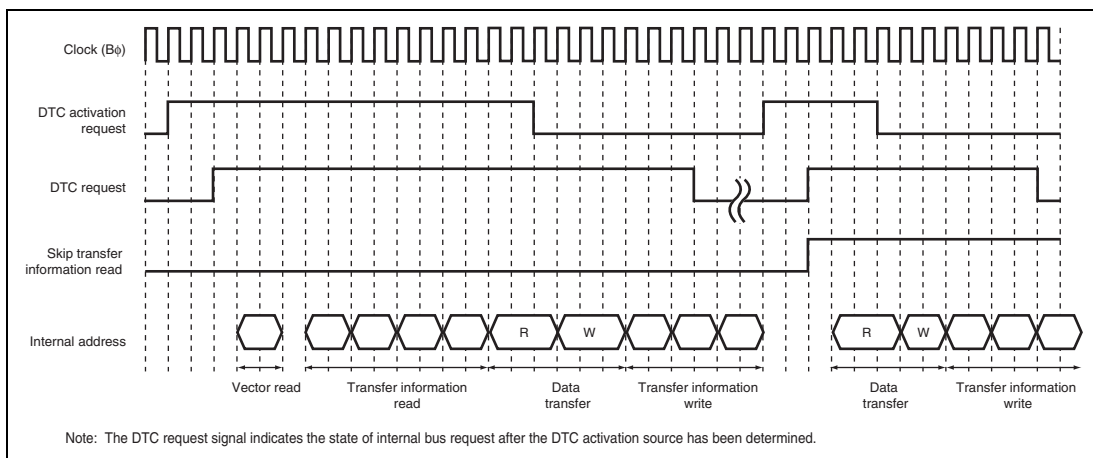 Clock (Bφ)
DTC activation
request
DTC request
Skip transfer
information read
Internal address
R
W
R
W
Vector read
Transfer information
read
Data
transfer
Transfer information
write
Data
transfer
Transfer information
write
Note: The DTC request signal indicates the state of internal bus request after the DTC activation source has been determined.